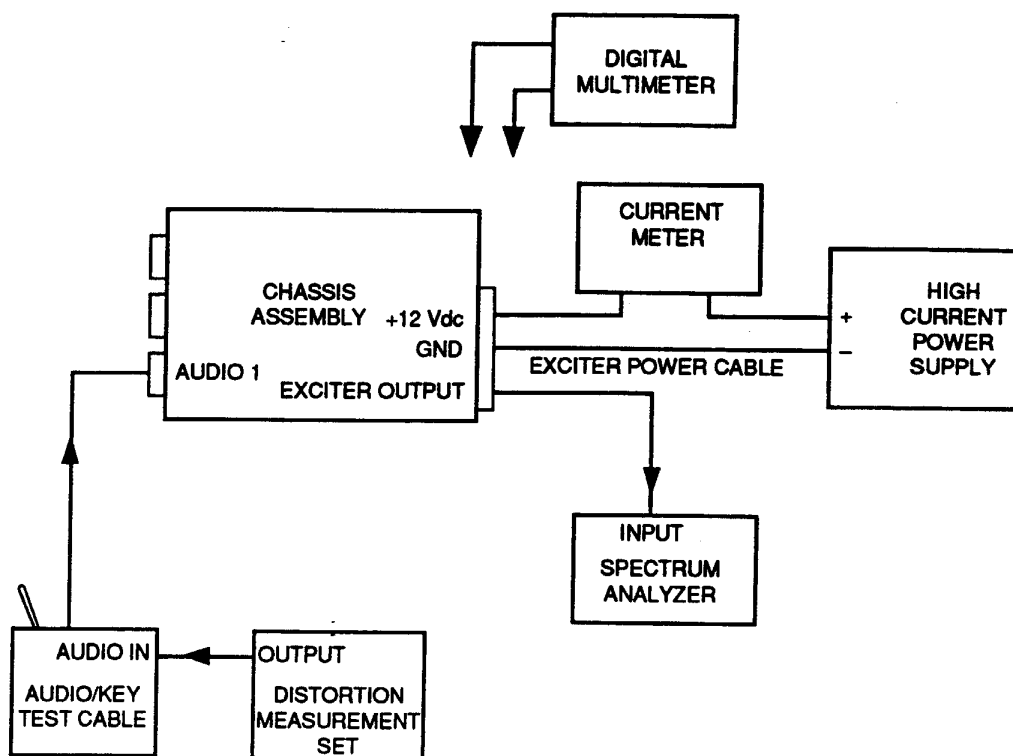 DIGITAL
MULTIMETER
CURRENT
METER
CHASSIS
ASSEMBLY
+12 Vdc
GND
AUDIO 1
EXCITER OUTPUT
EXCITER POWER CABLE
+
–
HIGH
CURRENT
POWER
SUPPLY
INPUT
SPECTRUM
ANALYZER
AUDIO IN
AUDIO/KEY
TEST CABLE
OUTPUT
DISTORTION
MEASUREMENT
SET